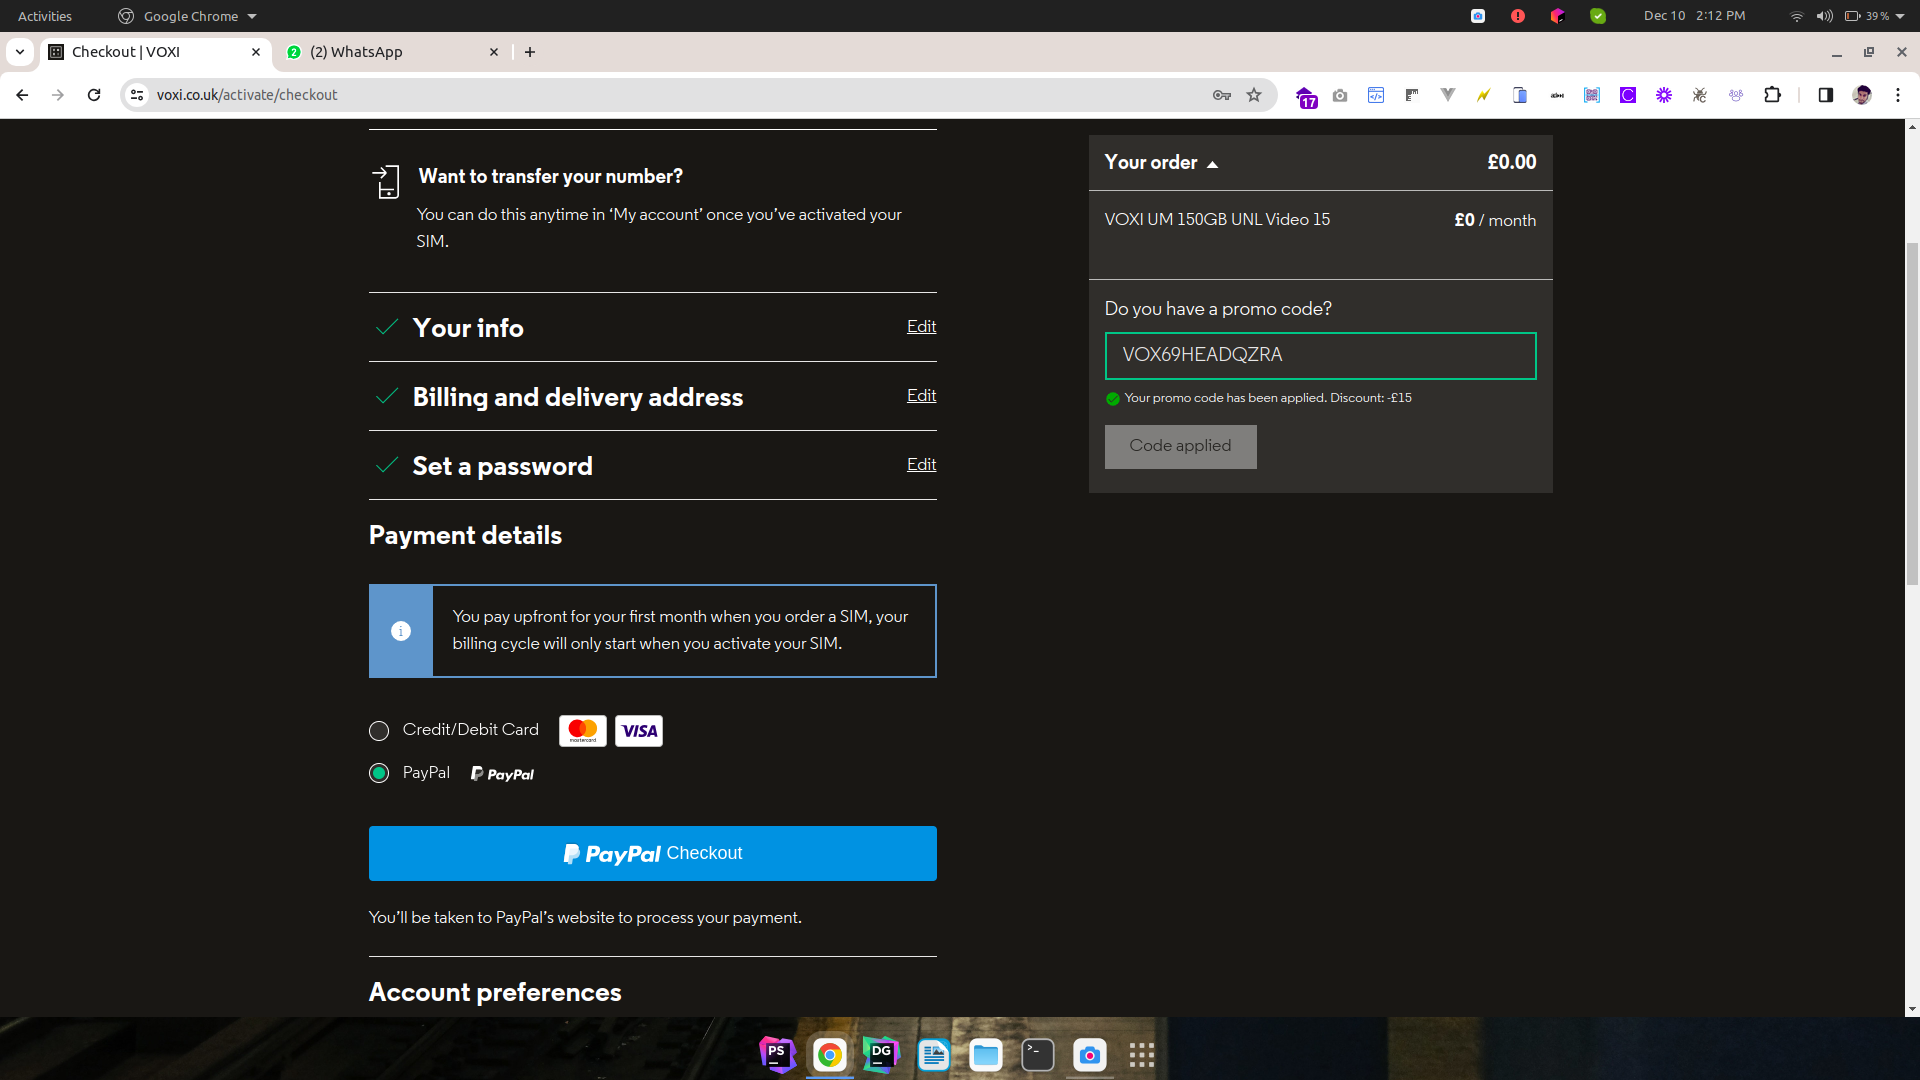 Activities
Google Chrome
Dec 10 2:12 PM
39 %
Checkout | VOXI
(2) WhatsApp
voxi.co.uk/activate/checkout
17
Want to transfer your number?
You can do this anytime in ‘My account’ once you’ve activated your
SIM.
Your info
Edit
Billing and delivery address
Edit
Set a password
Edit
Payment details
You pay upfront for your first month when you order a SIM, your
billing cycle will only start when you activate your SIM.
Credit/Debit Card
mastercard
VISA
PayPal
PayPal
PayPal Checkout
You’ll be taken to PayPal’s website to process your payment.
Account preferences
Your order
£0.00
VOXI UM 150GB UNL Video 15
£0 / month
Do you have a promo code?
VOX69HEADQZRA
Your promo code has been applied. Discount: -£15
Code applied
PS
DG